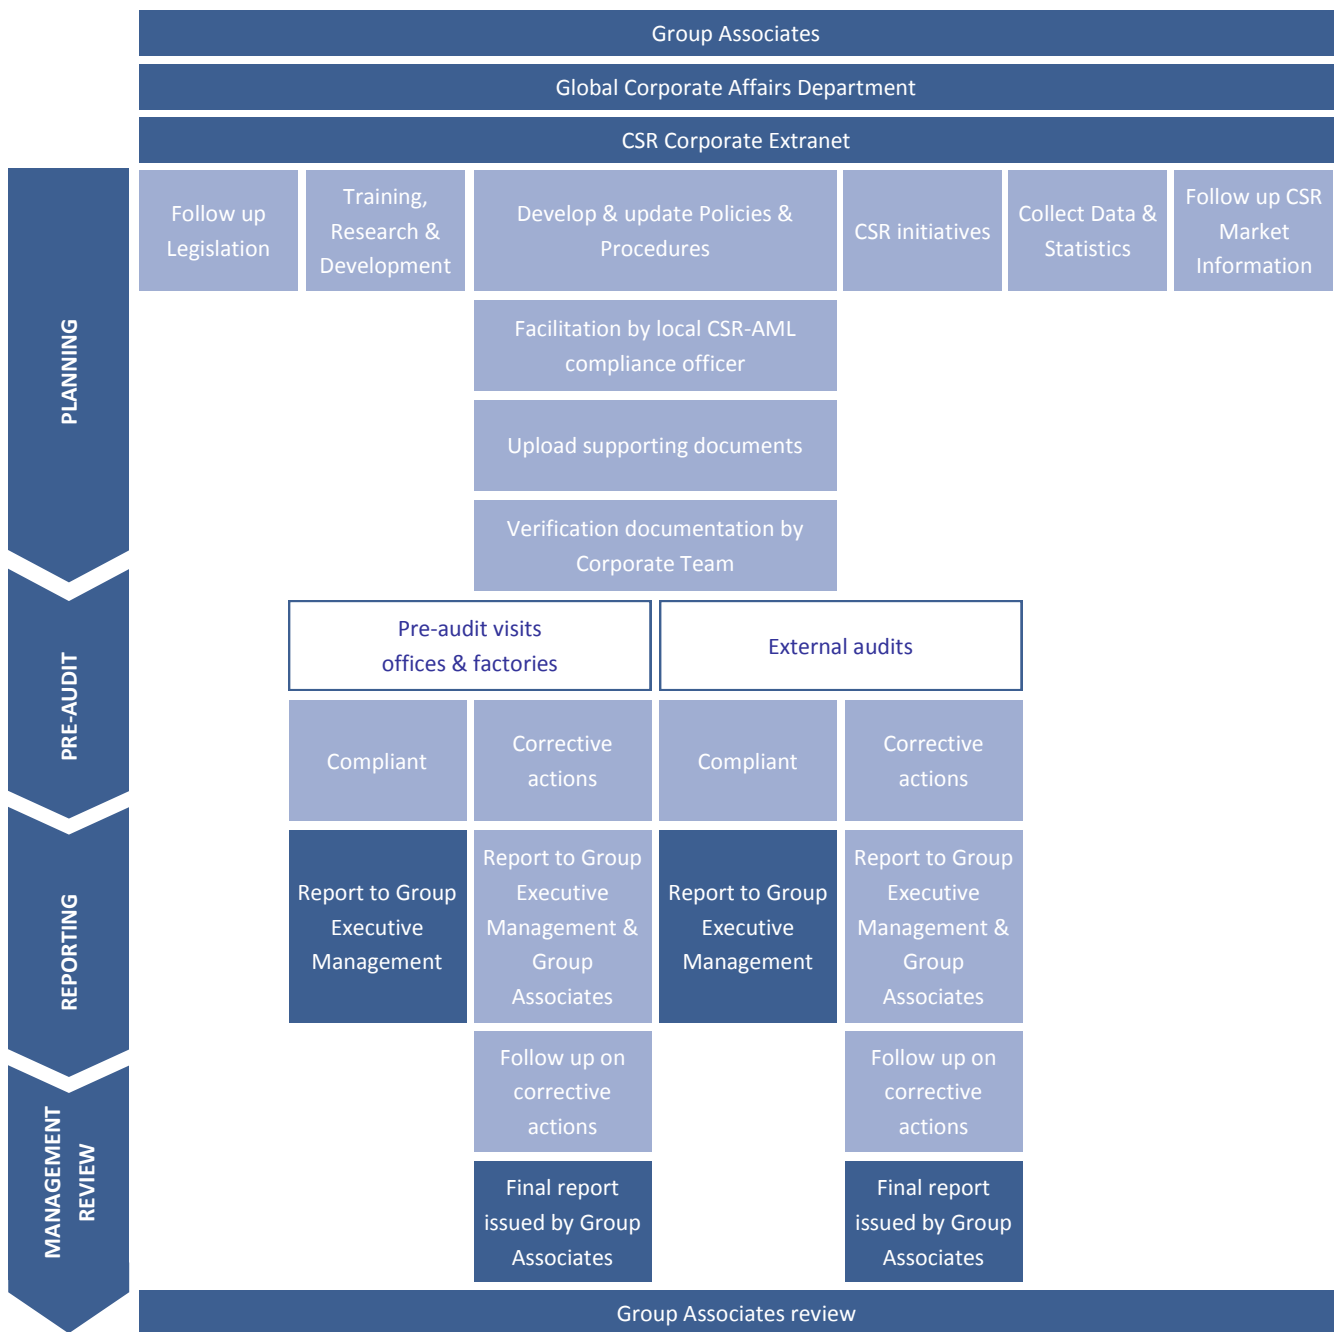 Group Associates
Global Corporate Affairs Department
CSR Corporate Extranet
PLANNING
Follow up
Legislation
Training,
Research &
Development
Develop & update Policies &
Procedures
CSR initiatives
Collect Data &
Statistics
Follow up CSR
Market
Information
Facilitation by local CSR-AML
compliance officer
Upload supporting documents
Verification documentation by
Corporate Team
PRE-AUDIT
Pre-audit visits
offices & factories
External audits
Compliant
Corrective
actions
Compliant
Corrective
actions
REPORTING
Report to Group
Executive
Management
Report to Group
Executive
Management &
Group
Associates
Report to Group
Executive
Management
Report to Group
Executive
Management &
Group
Associates
MANAGEMENT
REVIEW
Follow up on
corrective
actions
Follow up on
corrective
actions
Final report
issued by Group
Associates
Final report
issued by Group
Associates
Group Associates review